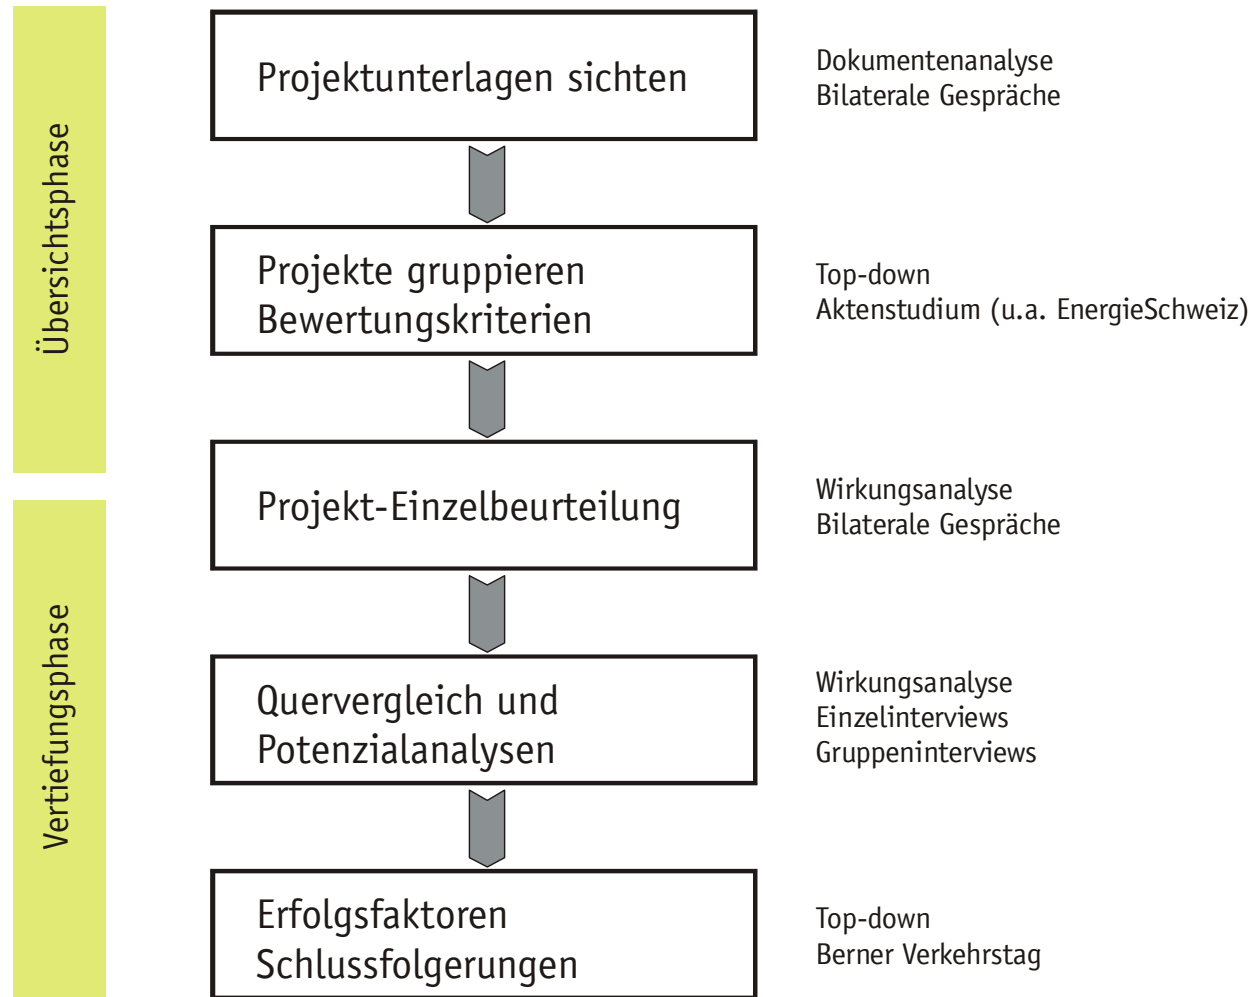 Übersichtsphase
Projektunterlagen sichten
Dokumentenanalyse
Bilaterale Gespräche
Projekte gruppieren
Bewertungskriterien
Top-down
Aktenstudium (u.a. EnergieSchweiz)
Projekt-Einzelbeurteilung
Wirkungsanalyse
Bilaterale Gespräche
Vertiefungsphase
Quervergleich und
Potenzialanalysen
Wirkungsanalyse
Einzelinterviews
Gruppeninterviews
Erfolgsfaktoren
Schlussfolgerungen
Top-down
Berner Verkehrstag